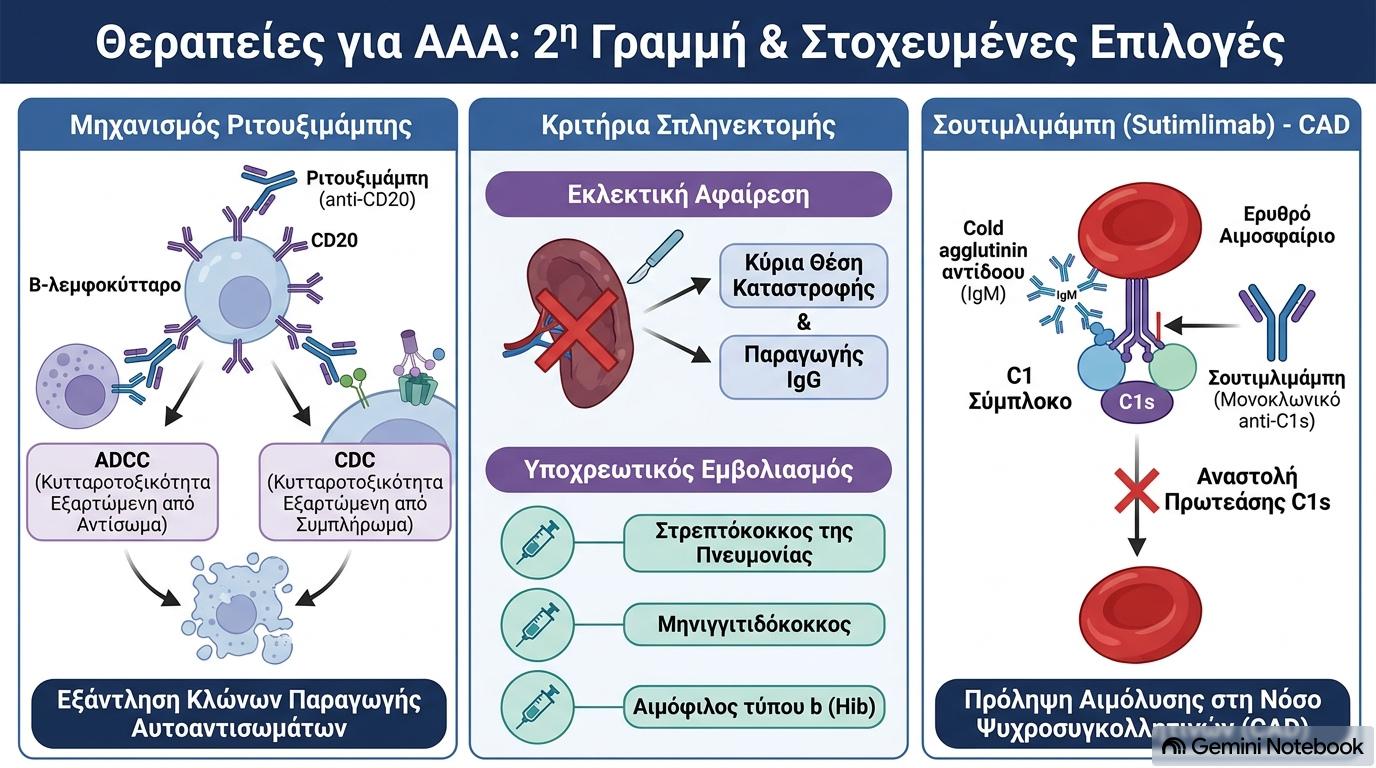 Θεραπείες για ΑΑΑ: 2η Γραμμή & Στοχευμένες Επιλογές
Μηχανισμός Ριτουξιμάμπης
Ριτουξιμάμπη
(anti-CD20)
CD20
Β-λεμφοκύτταρο
ADCC
(Κυτταροτοξικότητα
Εξαρτώμενη από
Αντίσωμα)
CDC
(Κυτταροτοξικότητα
Εξαρτώμενη από
Συμπλήρωμα)
Εξάντληση Κλώνων Παραγωγής
Αυτοαντισωμάτων
Κριτήρια Σπληνεκτομής
Εκλεκτική Αφαίρεση
Κύρια Θέση
Καταστροφής
&
Παραγωγής
IgG
Υποχρεωτικός Εμβολιασμός
Στρεπτόκοκκος της
Πνευμονίας
Μηνιγγιτιδόκοκκος
Αιμόφιλος τύπου b (Hib)
Σουτιμλιμάμπη (Sutimlimab) - CAD
Cold
agglutinin
αντίδοου
(IgM)
IgM
Ερυθρό
Αιμοσφαίριο
C1
Σύμπλοκο
C1s
Σουτιμλιμάμπη
(Μονοκλωνικό
anti-C1s)
Αναστολή
Πρωτεάσης C1s
Πρόληψη Αιμόλυσης στη Νόσο
Ψυχροσυγκολλητινών (CAD)
Gemini Notebook